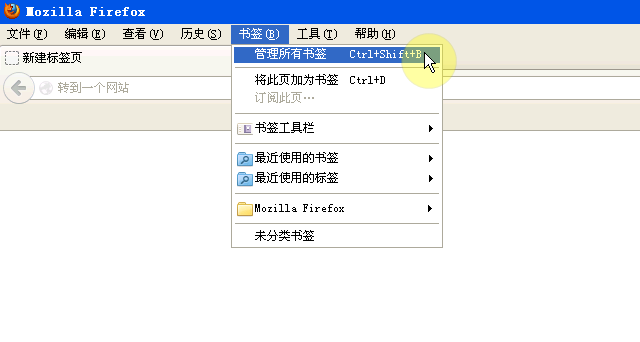 Mozilla Firefox
文件(F) 编辑(E) 查看(V) 历史(S) 书签(B) 工具(T) 帮助(H)
新建标签页
转到一个网站
管理所有书签 Ctrl+Shift+B
将此页加为书签 Ctrl+D
订阅此页…
书签工具栏
最近使用的书签
最近使用的标签
Mozilla Firefox
未分类书签